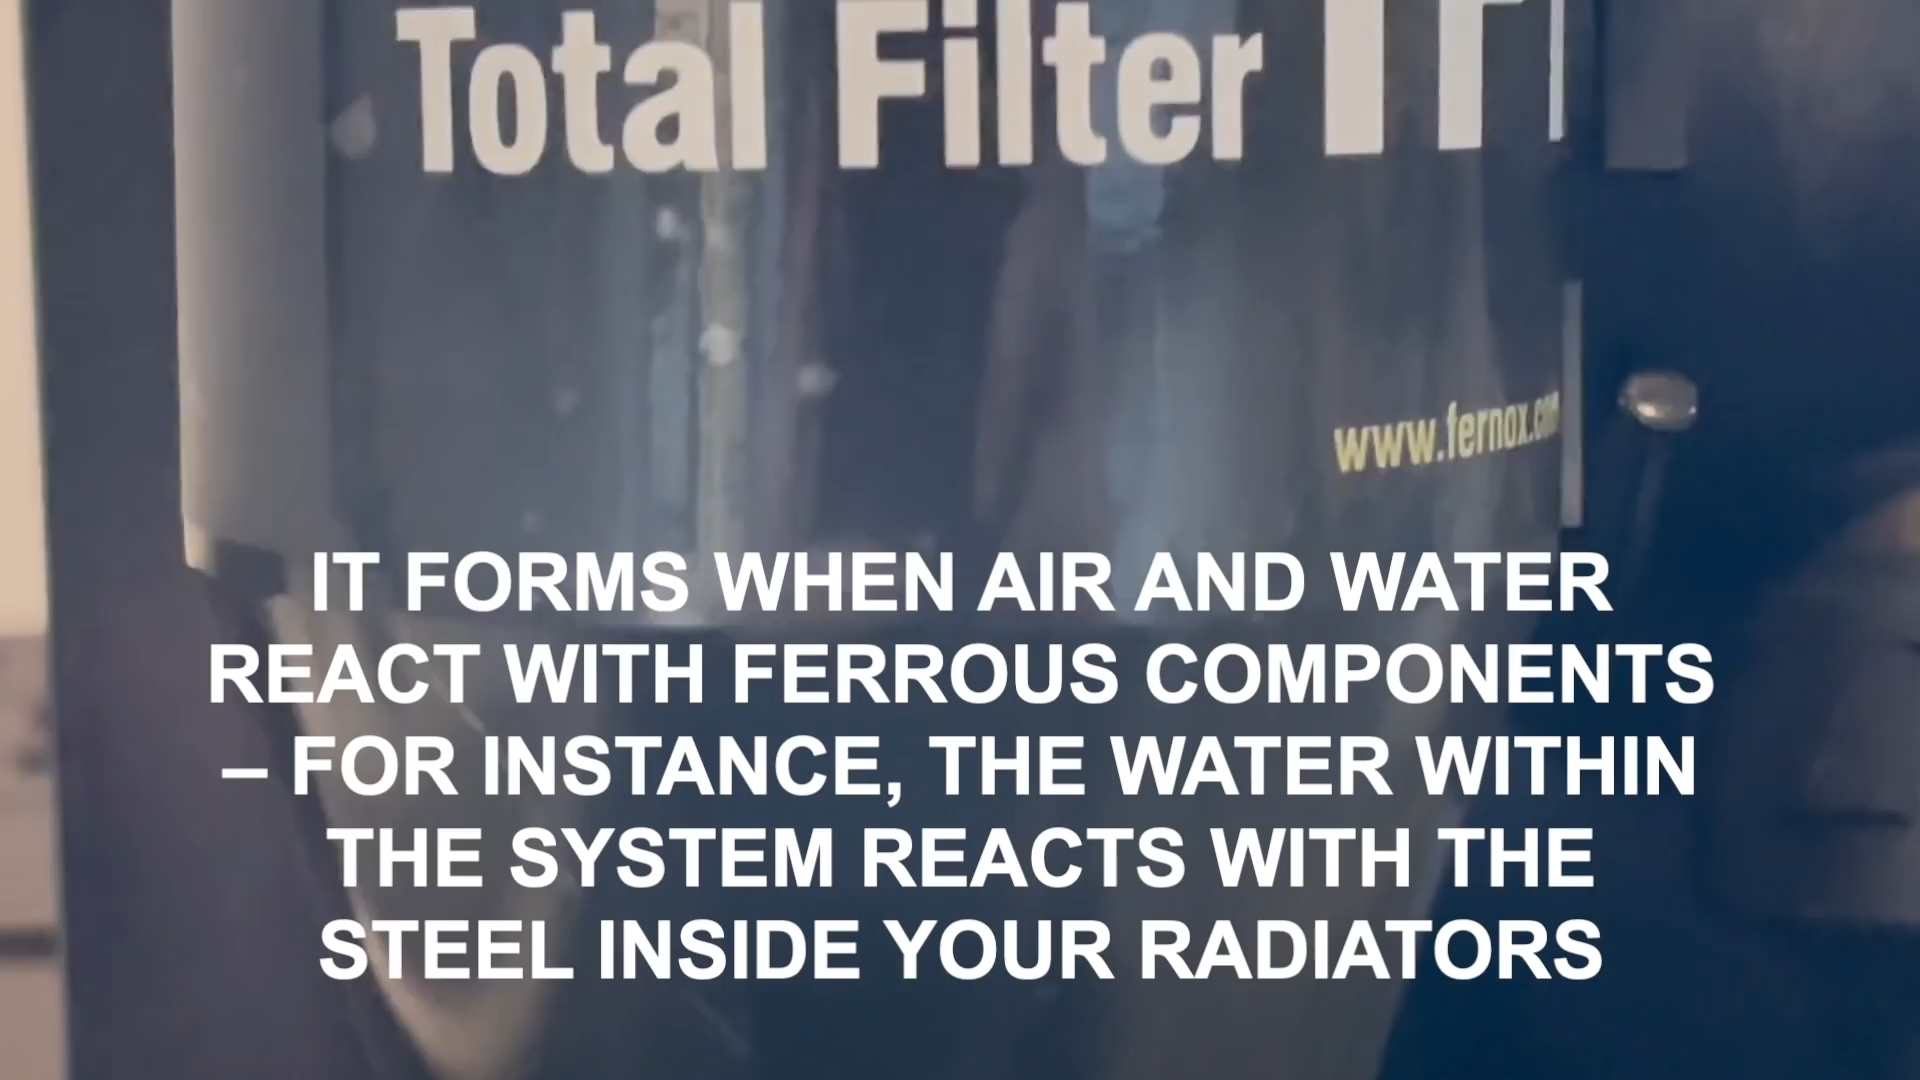 Total Filter
www.fernox.com
IT FORMS WHEN AIR AND WATER
REACT WITH FERROUS COMPONENTS
– FOR INSTANCE, THE WATER WITHIN
THE SYSTEM REACTS WITH THE
STEEL INSIDE YOUR RADIATORS